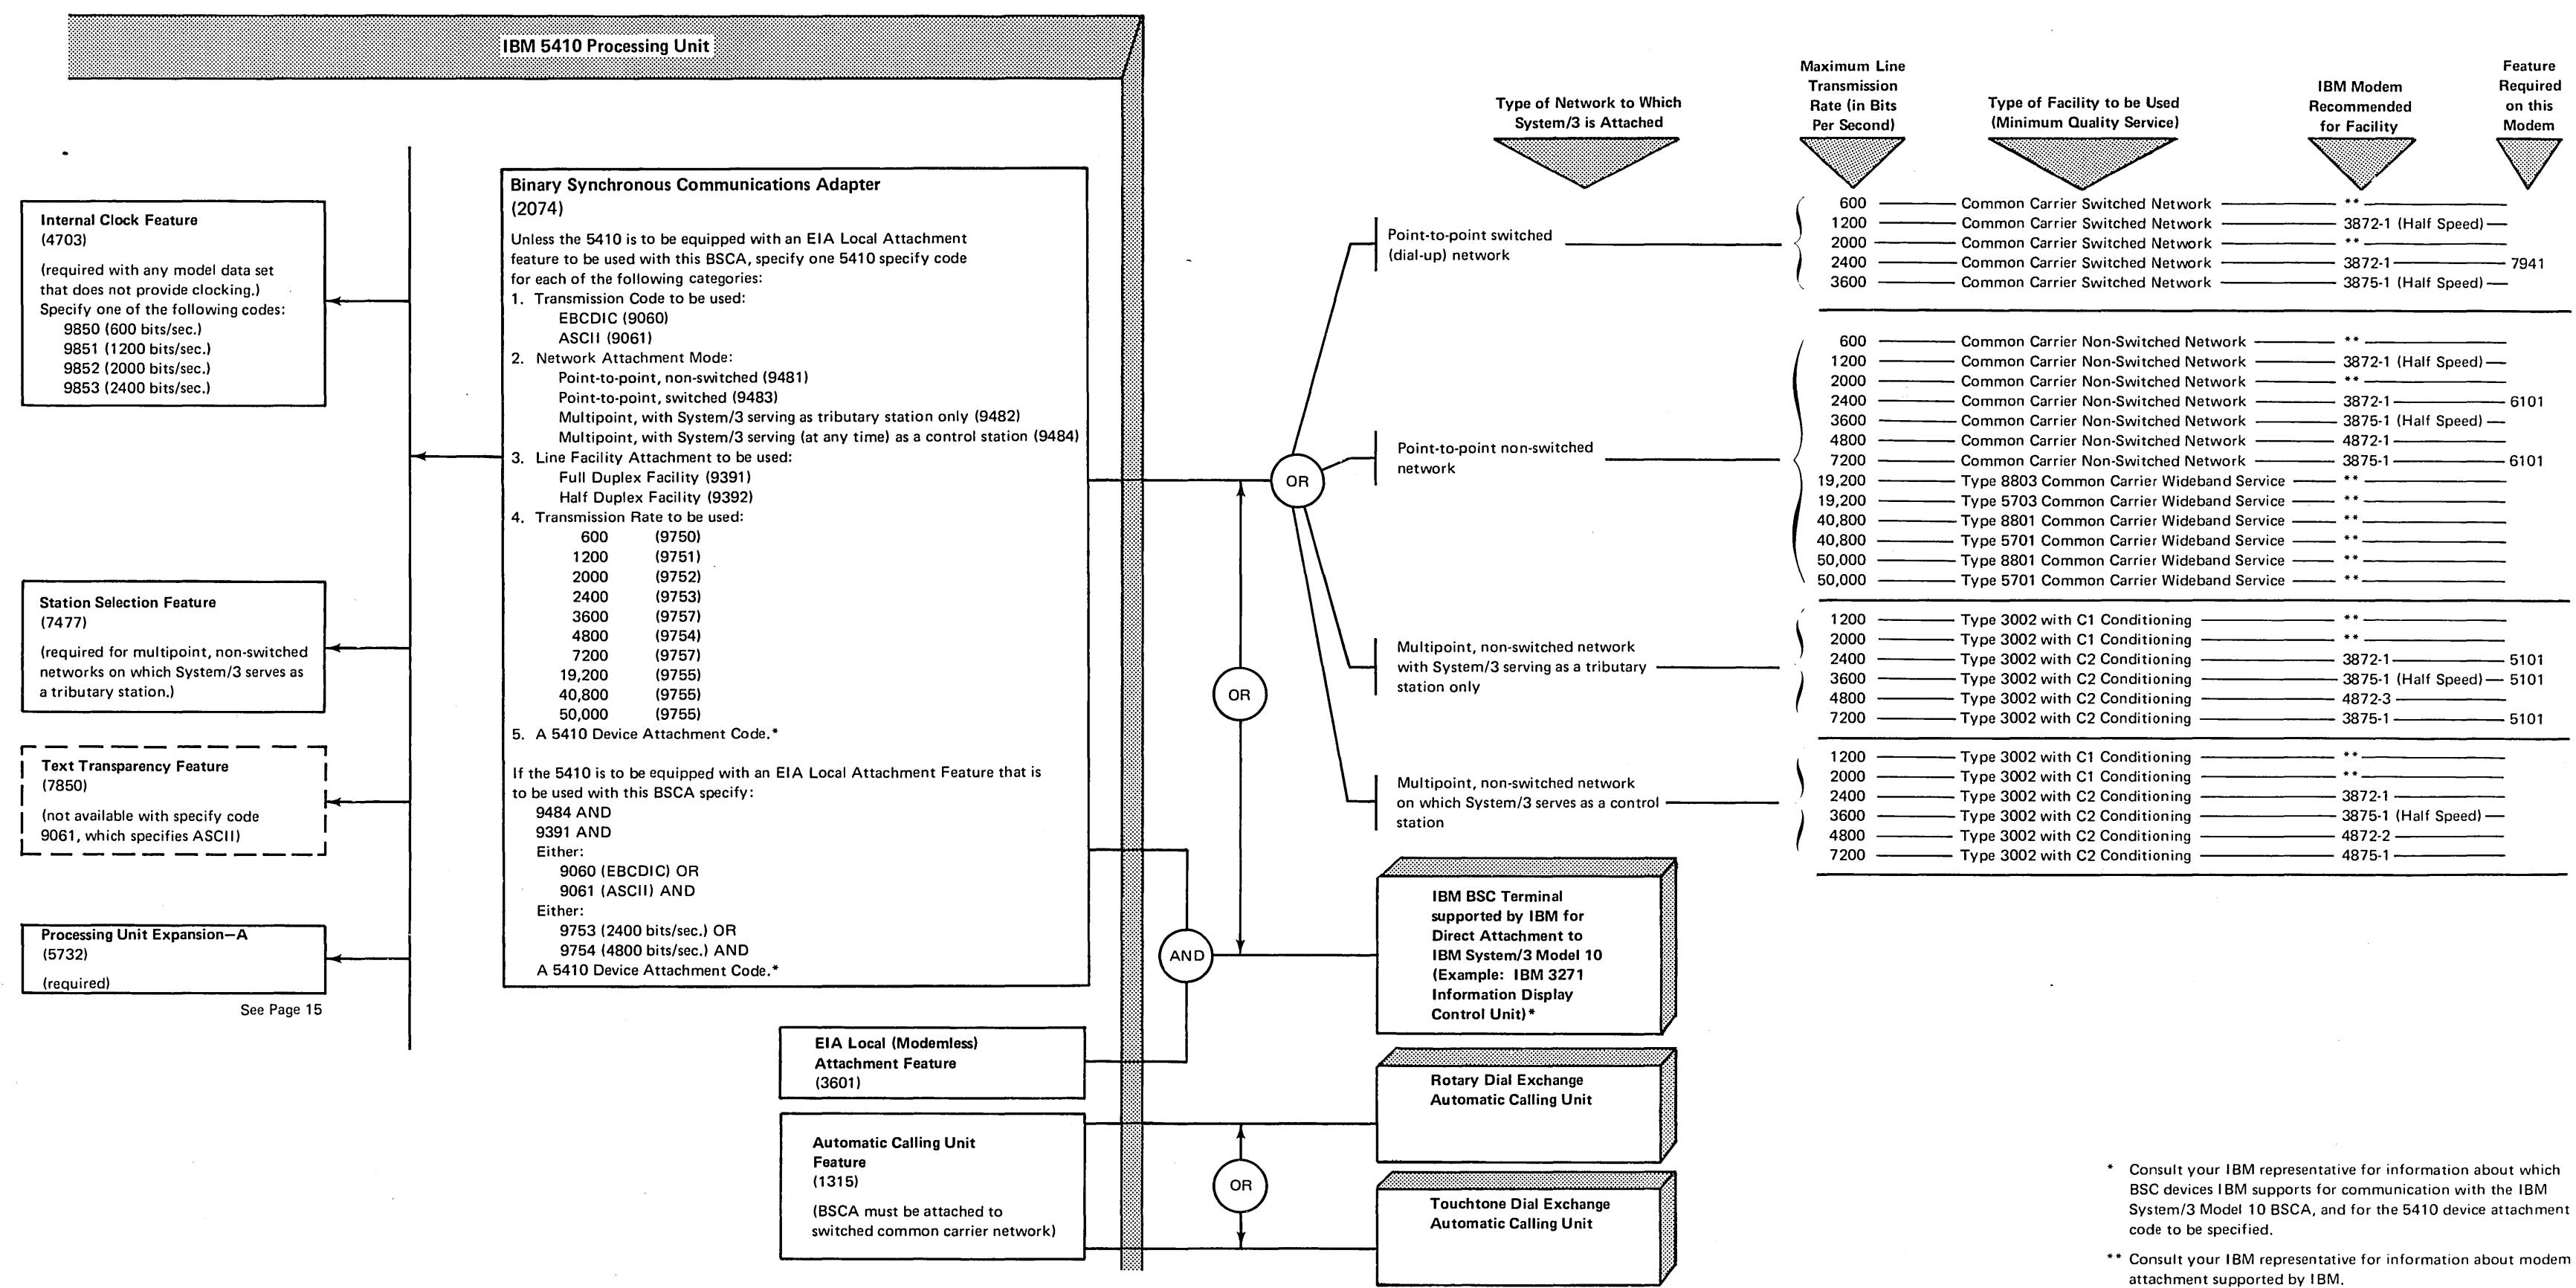 IBM 5410 Processing Unit
Internal Clock Feature
(4703)
(required with any model data set
that does not provide clocking.)
Specify one of the following codes:
9850 (600 bits/sec.)
9851 (1200 bits/sec.)
9852 (2000 bits/sec.)
9853 (2400 bits/sec.)
Station Selection Feature
(7477)
(required for multipoint, non-switched
networks on which System/3 serves as
a tributary station.)
Text Transparency Feature
(7850)
(not available with specify code
9061, which specifies ASCII)
Processing Unit Expansion—A
(5732)
(required)
See Page 15
Binary Synchronous Communications Adapter
(2074)
Unless the 5410 is to be equipped with an EIA Local Attachment
feature to be used with this BSCA, specify one 5410 specify code
for each of the following categories:
1. Transmission Code to be used:
EBCDIC (9060)
ASCII (9061)
2. Network Attachment Mode:
Point-to-point, non-switched (9481)
Point-to-point, switched (9483)
Multipoint, with System/3 serving as tributary station only (9482)
Multipoint, with System/3 serving (at any time) as a control station (9484)
3. Line Facility Attachment to be used:
Full Duplex Facility (9391)
Half Duplex Facility (9392)
4. Transmission Rate to be used:
600 (9750)
1200 (9751)
2000 (9752)
2400 (9753)
3600 (9757)
4800 (9754)
7200 (9757)
19,200 (9755)
40,800 (9755)
50,000 (9755)
5. A 5410 Device Attachment Code.*
If the 5410 is to be equipped with an EIA Local Attachment Feature that is
to be used with this BSCA specify:
9484 AND
9391 AND
Either:
9060 (EBCDIC) OR
9061 (ASCII) AND
Either:
9753 (2400 bits/sec.) OR
9754 (4800 bits/sec.) AND
A 5410 Device Attachment Code.*
EIA Local (Modemless)
Attachment Feature
(3601)
Automatic Calling Unit
Feature
(1315)
(BSCA must be attached to
switched common carrier network)
OR
OR
AND
OR
Type of Network to Which
System/3 is Attached
Point-to-point switched
(dial-up) network
Point-to-point non-switched
network
Multipoint, non-switched network
with System/3 serving as a tributary
station only
Multipoint, non-switched network
on which System/3 serves as a control
station
IBM BSC Terminal
supported by IBM for
Direct Attachment to
IBM System/3 Model 10
(Example: IBM 3271
Information Display
Control Unit)*
Rotary Dial Exchange
Automatic Calling Unit
Touchtone Dial Exchange
Automatic Calling Unit
Maximum Line
Transmission
Rate (in Bits
Per Second)
Type of Facility to be Used
(Minimum Quality Service)
IBM Modem
Recommended
for Facility
Feature
Required
on this
Modem
600 Common Carrier Switched Network **
1200 Common Carrier Switched Network 3872-1 (Half Speed)
2000 Common Carrier Switched Network **
2400 Common Carrier Switched Network 3872-1 7941
3600 Common Carrier Switched Network 3875-1 (Half Speed)
600 Common Carrier Non-Switched Network **
1200 Common Carrier Non-Switched Network 3872-1 (Half Speed)
2000 Common Carrier Non-Switched Network **
2400 Common Carrier Non-Switched Network 3872-1 6101
3600 Common Carrier Non-Switched Network 3875-1 (Half Speed)
4800 Common Carrier Non-Switched Network 4872-1
7200 Common Carrier Non-Switched Network 3875-1 6101
19,200 Type 8803 Common Carrier Wideband Service **
19,200 Type 5703 Common Carrier Wideband Service **
40,800 Type 8801 Common Carrier Wideband Service **
40,800 Type 5701 Common Carrier Wideband Service **
50,000 Type 8801 Common Carrier Wideband Service **
50,000 Type 5701 Common Carrier Wideband Service **
1200 Type 3002 with C1 Conditioning **
2000 Type 3002 with C1 Conditioning **
2400 Type 3002 with C2 Conditioning 3872-1 5101
3600 Type 3002 with C2 Conditioning 3875-1 (Half Speed) 5101
4800 Type 3002 with C2 Conditioning 4872-3
7200 Type 3002 with C2 Conditioning 3875-1 5101
1200 Type 3002 with C1 Conditioning **
2000 Type 3002 with C1 Conditioning **
2400 Type 3002 with C2 Conditioning 3872-1
3600 Type 3002 with C2 Conditioning 3875-1 (Half Speed)
4800 Type 3002 with C2 Conditioning 4872-2
7200 Type 3002 with C2 Conditioning 4875-1
* Consult your IBM representative for information about which
BSC devices IBM supports for communication with the IBM
System/3 Model 10 BSCA, and for the 5410 device attachment
code to be specified.
** Consult your IBM representative for information about modem
attachment supported by IBM.